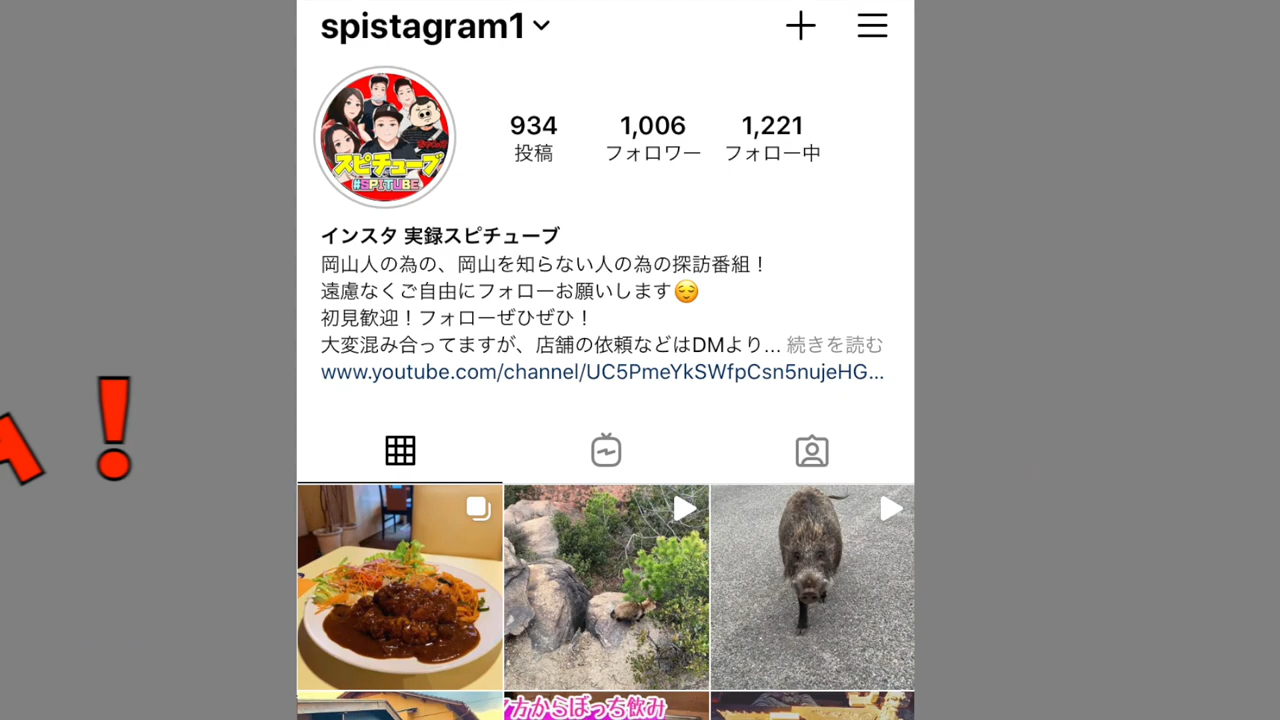 spistagram1
スピチューブ
#SPITUBE
934
投稿
1,006
フォロワー
1,221
フォロー中
インスタ 実録スピチューブ
岡山人の為の、岡山を知らない人の為の探訪番組！
遠慮なくご自由にフォローお願いします😌
初見歓迎！フォローぜひぜひ！
大変混み合ってますが、店舗の依頼などはDMより... 続きを読む
www.youtube.com/channel/UC5PmeYkSWfpCsn5nujeHG...
A！
方からぼっち飲み